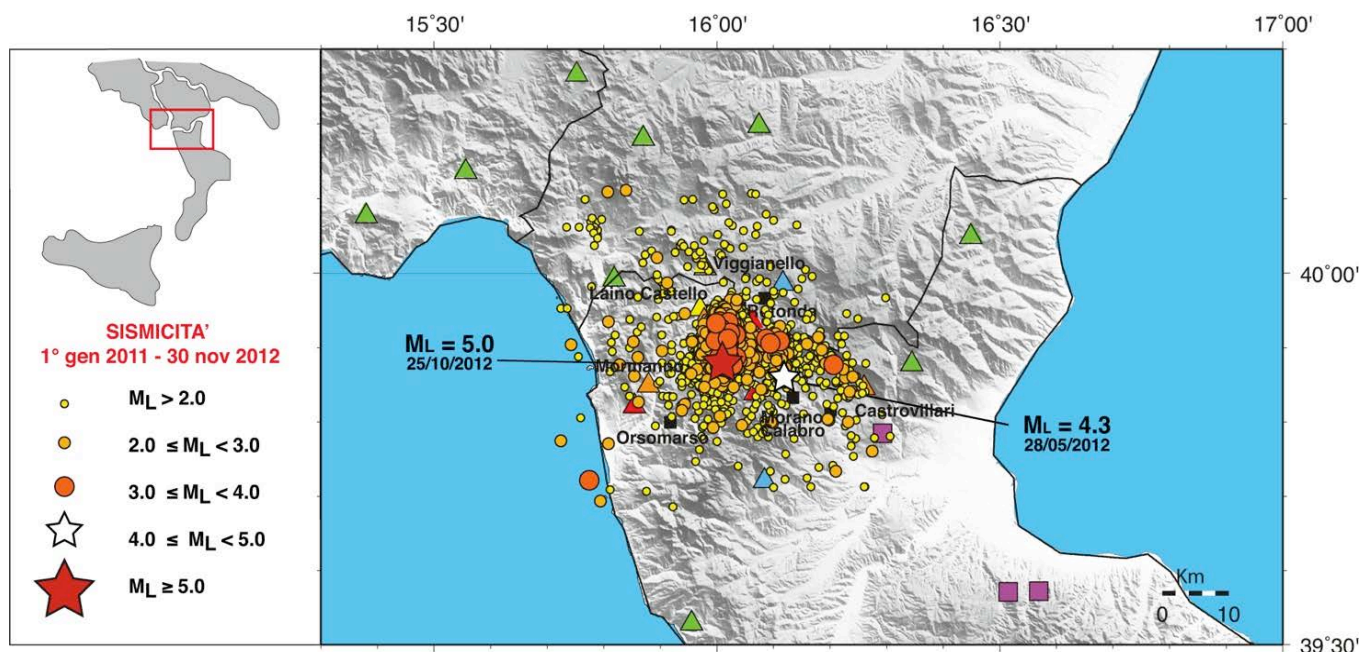 15˚30'
16˚00'
16˚30'
17˚00'
SISMICITA'
1° gen 2011 - 30 nov 2012
ML > 2.0
2.0 ≤ ML < 3.0
3.0 ≤ ML < 4.0
4.0 ≤ ML < 5.0
ML ≥ 5.0
Viggianello
40˚00'
Laino Castello
Rotonda
ML = 5.0
25/10/2012
Mormanno
Castrovillari
Morano
Calabro
Orsomarso
ML = 4.3
28/05/2012
Km
0 10
39˚30'